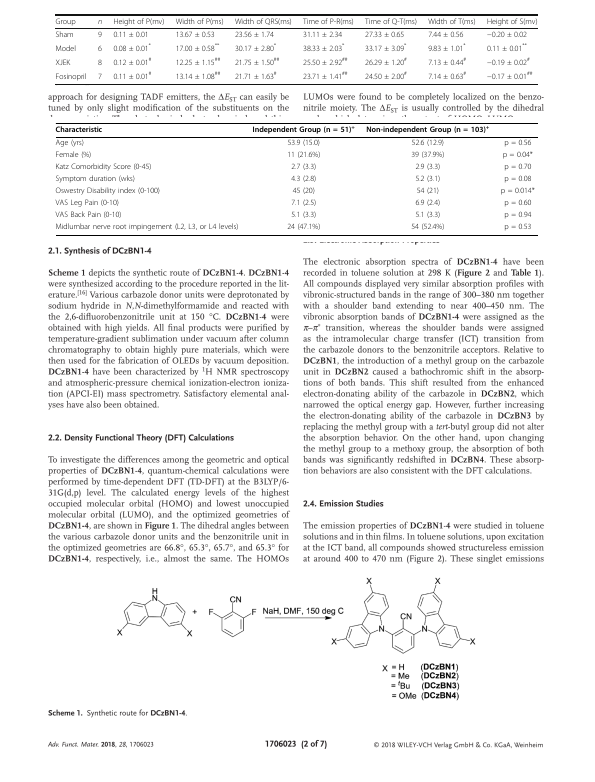 Group n Height of P(mv) Width of P(ms) Width of QRS(ms) Time of P-R(ms) Time of Q-T(ms) Width of T(ms) Height of S(mv)
Sham 9 0.11 ± 0.01 13.67 ± 0.53 23.56 ± 1.74 31.11 ± 2.34 27.33 ± 0.65 7.44 ± 0.56 −0.20 ± 0.02
Model 6 0.08 ± 0.01* 17.00 ± 0.58** 30.17 ± 2.80* 38.33 ± 2.03* 33.17 ± 3.09* 9.83 ± 1.01* 0.11 ± 0.01**
XJEK 8 0.12 ± 0.01# 12.25 ± 1.15## 21.75 ± 1.50## 25.50 ± 2.92## 26.29 ± 1.20# 7.13 ± 0.44# −0.19 ± 0.02#
Fosinopril 7 0.11 ± 0.01# 13.14 ± 1.08## 21.71 ± 1.63# 23.71 ± 1.41## 24.50 ± 2.00# 7.14 ± 0.63# −0.17 ± 0.01##
approach for designing TADF emitters, the ΔEST can easily be
tuned by only slight modification of the substituents on the
LUMOs were found to be completely localized on the benzo-
nitrile moiety. The ΔEST is usually controlled by the dihedral
Characteristic Independent Group (n = 51)+ Non-independent Group (n = 103)+
Age (yrs) 53.9 (15.0) 52.6 (12.9) p = 0.56
Female (%) 11 (21.6%) 39 (37.9%) p = 0.04*
Katz Comorbidity Score (0-45) 2.7 (3.3) 2.9 (3.3) p = 0.70
Symptom duration (wks) 4.3 (2.8) 5.2 (3.1) p = 0.08
Oswestry Disability index (0-100) 45 (20) 54 (21) p = 0.014*
VAS Leg Pain (0-10) 7.1 (2.5) 6.9 (2.4) p = 0.60
VAS Back Pain (0-10) 5.1 (3.3) 5.1 (3.3) p = 0.94
Midlumbar nerve root impingement (L2, L3, or L4 levels) 24 (47.1%) 54 (52.4%) p = 0.53
2.1. Synthesis of DCzBN1-4
Scheme 1 depicts the synthetic route of DCzBN1-4. DCzBN1-4
were synthesized according to the procedure reported in the lit-
erature.[16] Various carbazole donor units were deprotonated by
sodium hydride in N,N-dimethylformamide and reacted with
the 2,6-difluorobenzonitrile unit at 150 °C. DCzBN1-4 were
obtained with high yields. All final products were purified by
temperature-gradient sublimation under vacuum after column
chromatography to obtain highly pure materials, which were
then used for the fabrication of OLEDs by vacuum deposition.
DCzBN1-4 have been characterized by 1H NMR spectroscopy
and atmospheric-pressure chemical ionization-electron ioniza-
tion (APCI-EI) mass spectrometry. Satisfactory elemental anal-
yses have also been obtained.
2.2. Density Functional Theory (DFT) Calculations
To investigate the differences among the geometric and optical
properties of DCzBN1-4, quantum-chemical calculations were
performed by time-dependent DFT (TD-DFT) at the B3LYP/6-
31G(d,p) level. The calculated energy levels of the highest
occupied molecular orbital (HOMO) and lowest unoccupied
molecular orbital (LUMO), and the optimized geometries of
DCzBN1-4, are shown in Figure 1. The dihedral angles between
the various carbazole donor units and the benzonitrile unit in
the optimized geometries are 66.8°, 65.3°, 65.7°, and 65.3° for
DCzBN1-4, respectively, i.e., almost the same. The HOMOs
The electronic absorption spectra of DCzBN1-4 have been
recorded in toluene solution at 298 K (Figure 2 and Table 1).
All compounds displayed very similar absorption profiles with
vibronic-structured bands in the range of 300–380 nm together
with a shoulder band extending to near 400–450 nm. The
vibronic absorption bands of DCzBN1-4 were assigned as the
π–π* transition, whereas the shoulder bands were assigned
as the intramolecular charge transfer (ICT) transition from
the carbazole donors to the benzonitrile acceptors. Relative to
DCzBN1, the introduction of a methyl group on the carbazole
unit in DCzBN2 caused a bathochromic shift in the absorp-
tions of both bands. This shift resulted from the enhanced
electron-donating ability of the carbazole in DCzBN2, which
narrowed the optical energy gap. However, further increasing
the electron-donating ability of the carbazole in DCzBN3 by
replacing the methyl group with a tert-butyl group did not alter
the absorption behavior. On the other hand, upon changing
the methyl group to a methoxy group, the absorption of both
bands was significantly redshifted in DCzBN4. These absorp-
tion behaviors are also consistent with the DFT calculations.
2.4. Emission Studies
The emission properties of DCzBN1-4 were studied in toluene
solutions and in thin films. In toluene solutions, upon excitation
at the ICT band, all compounds showed structureless emission
at around 400 to 470 nm (Figure 2). These singlet emissions
H
N
X X
+
CN
F F
NaH, DMF, 150 deg C
X X
CN
N N
X X
X = H (DCzBN1)
= Me (DCzBN2)
= tBu (DCzBN3)
= OMe (DCzBN4)
Scheme 1. Synthetic route for DCzBN1-4.
Adv. Funct. Mater. 2018, 28, 1706023 1706023 (2 of 7) © 2018 WILEY-VCH Verlag GmbH & Co. KGaA, Weinheim